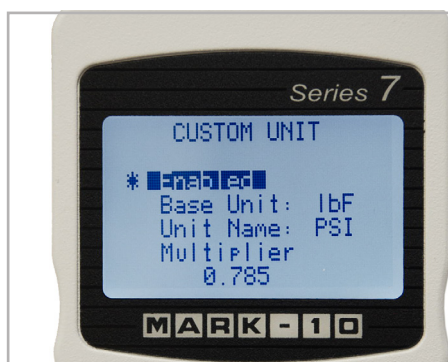 Series 7
CUSTOM UNIT
* Enabled
Base Unit: lbF
Unit Name: PSI
Multiplier
0.785
MARK-10